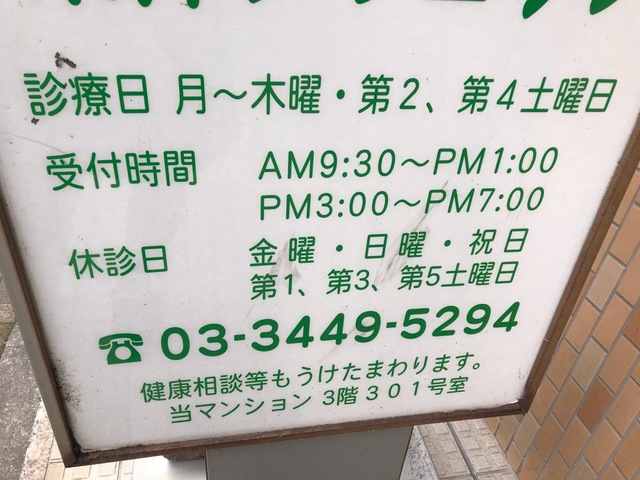 診療日 月～木曜・第2、第4土曜日
受付時間 AM9:30～PM1:00
PM3:00～PM7:00
休診日 金曜・日曜・祝日
第1、第3、第5土曜日
☎03-3449-5294
健康相談等もうけたまわります。
当マンション 3階 301号室